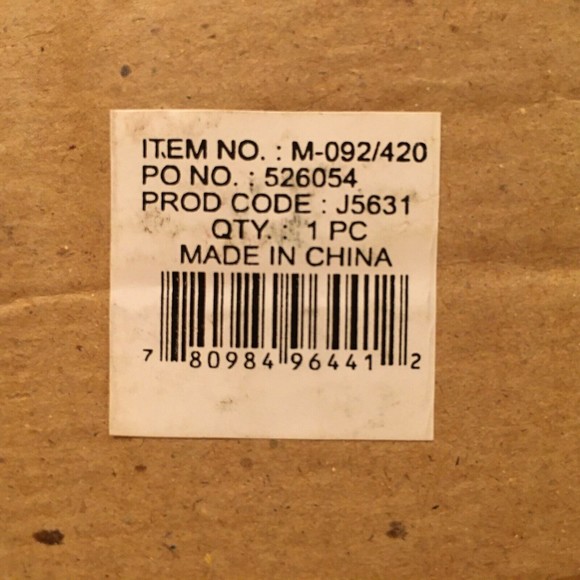 ITEM NO. : M-092/420
PO NO. : 526054
PROD CODE : J5631
QTY. : 1 PC
MADE IN CHINA
7 80984 96441 2